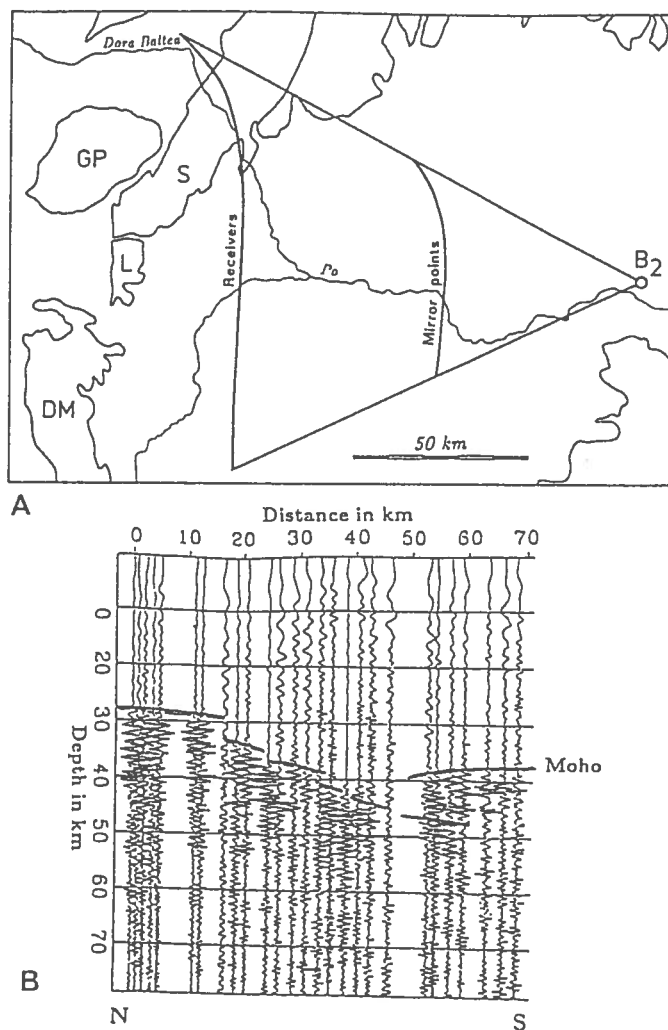 Dora Baltea
GP
S
L
DM
Receivers
Po
Mirror points
B2
50 km
A
Distance in km
0 10 20 30 40 50 60 70
Depth in km
0
20
30
40
50
60
70
Moho
B
N S